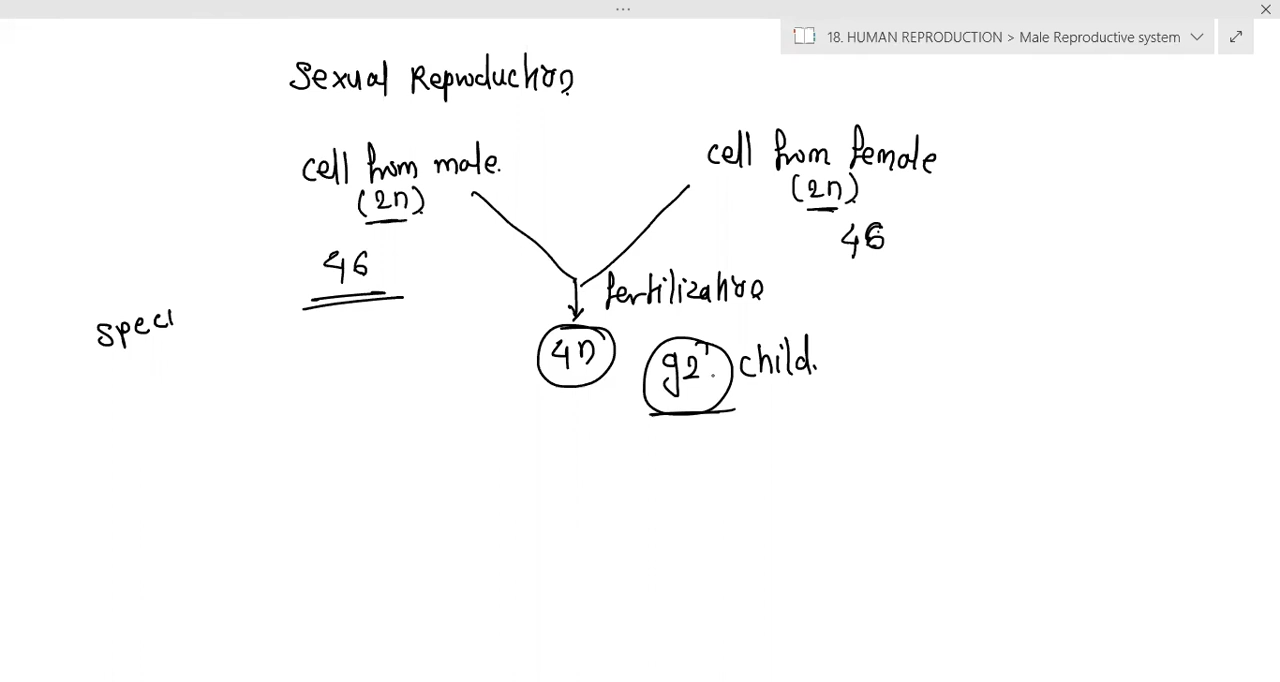 18. HUMAN REPRODUCTION > Male Reproductive system
Sexual Reproduction
cell from male.
(2n)
46
cell from female
(2n)
46
fertilization
4n
92. child.
speci